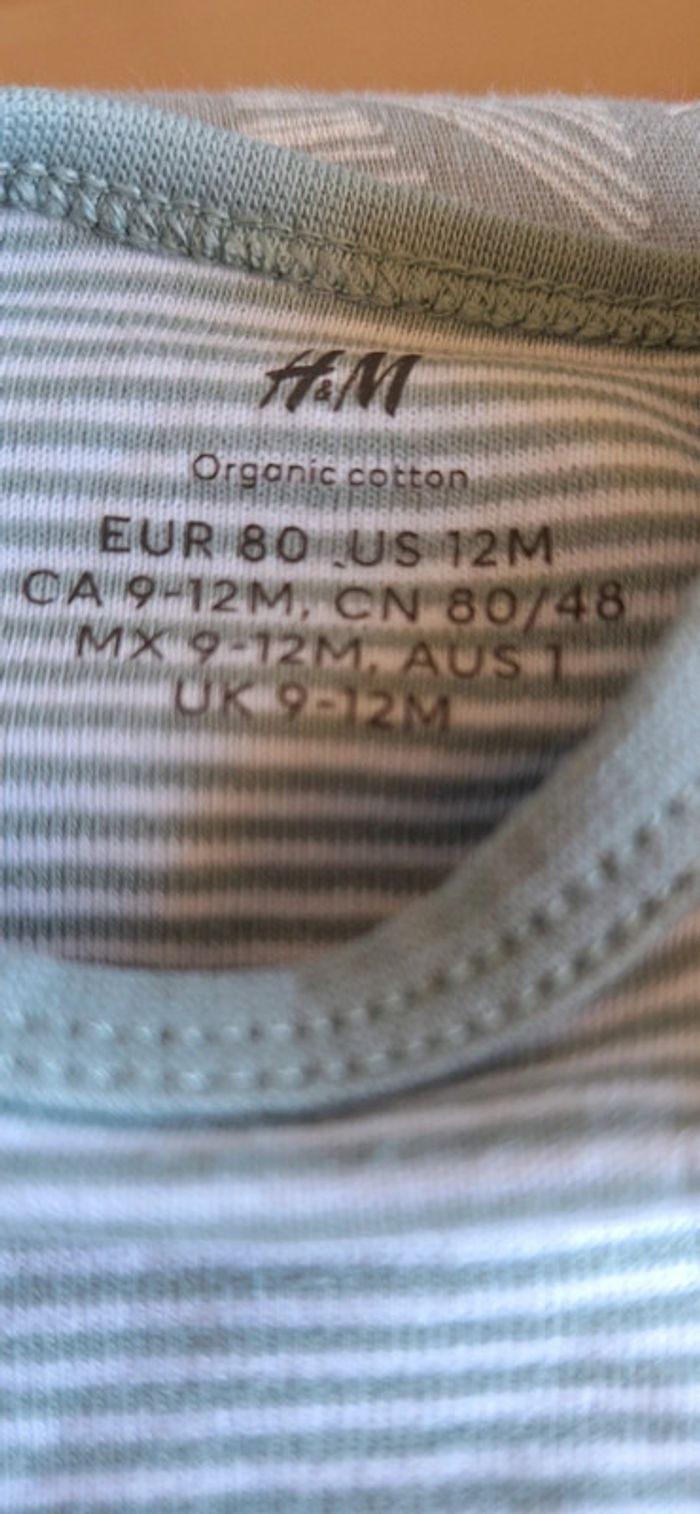 H&M
Organic cotton
EUR 80 US 12M
CA 9-12M, CN 80/48
MX 9-12M, AUS 1
UK 9-12M